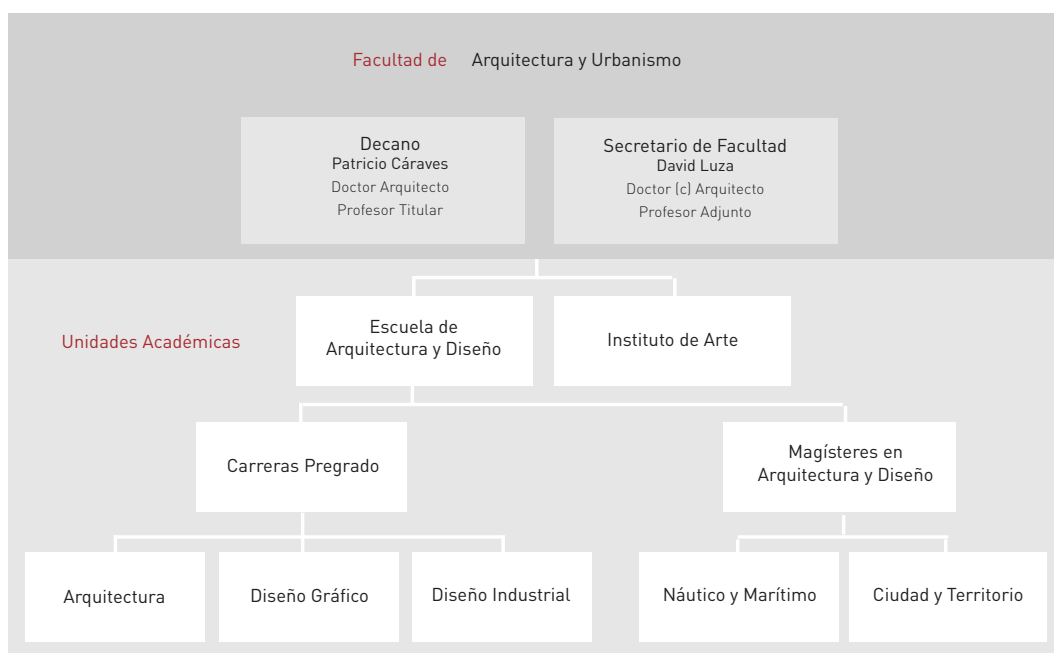 Facultad de Arquitectura y Urbanismo
Decano
Patricio Cáraves
Doctor Arquitecto
Profesor Titular
Secretario de Facultad
David Luza
Doctor (c) Arquitecto
Profesor Adjunto
Unidades Académicas
Escuela de
Arquitectura y Diseño
Instituto de Arte
Carreras Pregrado
Magísteres en
Arquitectura y Diseño
Arquitectura
Diseño Gráfico
Diseño Industrial
Náutico y Marítimo
Ciudad y Territorio